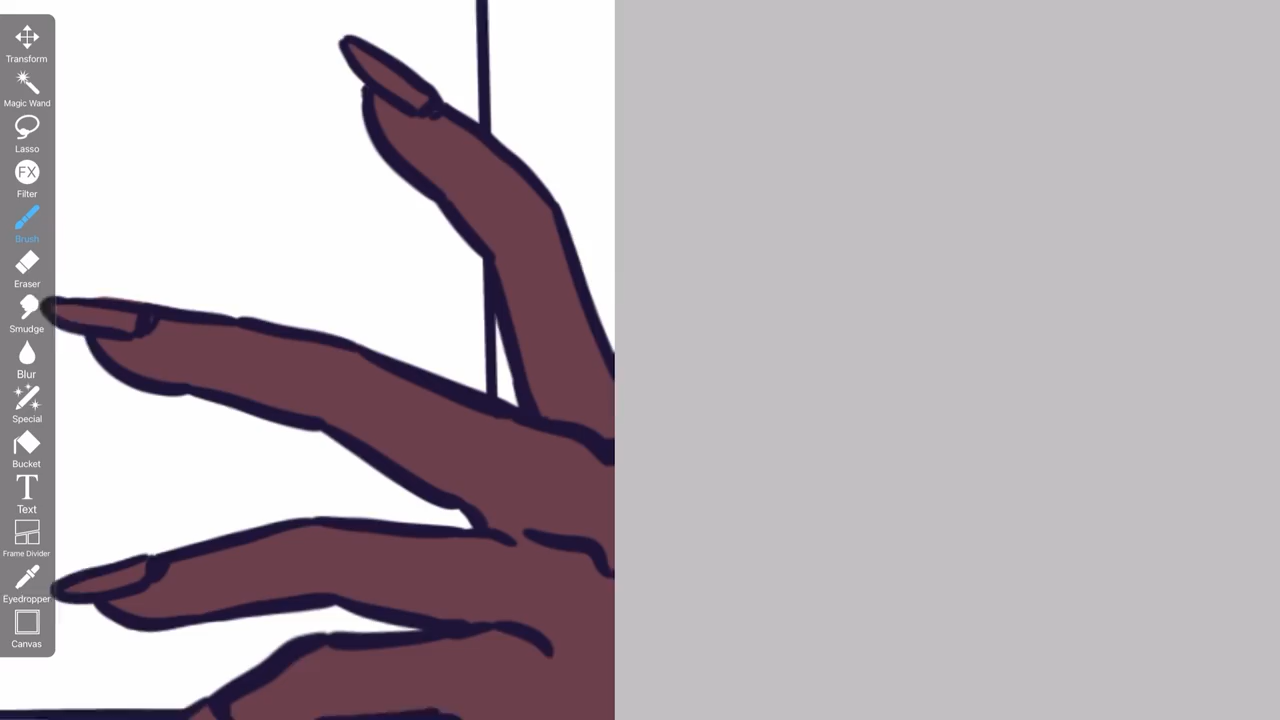 Transform
Magic Wand
Lasso
FX
Filter
Brush
Eraser
Smudge
Blur
Special
Bucket
T
Text
Frame Divider
Eyedropper
Canvas